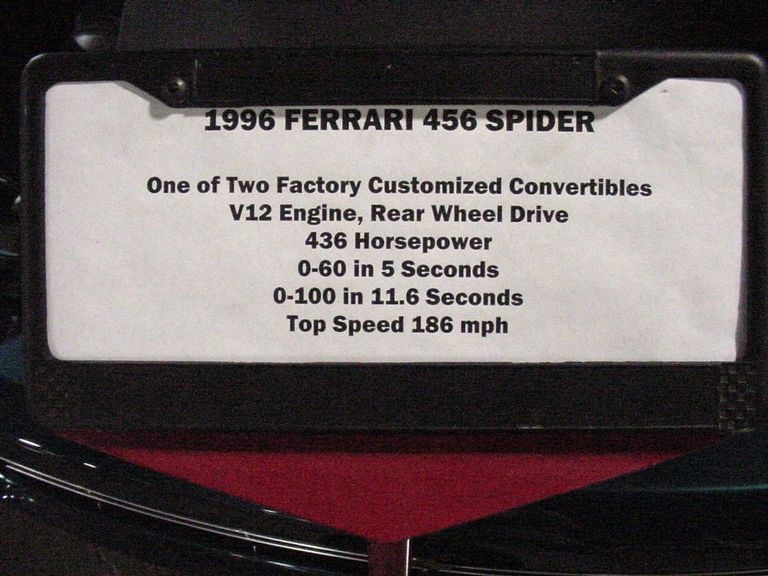 1996 FERRARI 456 SPIDER
One of Two Factory Customized Convertibles
V12 Engine, Rear Wheel Drive
436 Horsepower
0-60 in 5 Seconds
0-100 in 11.6 Seconds
Top Speed 186 mph